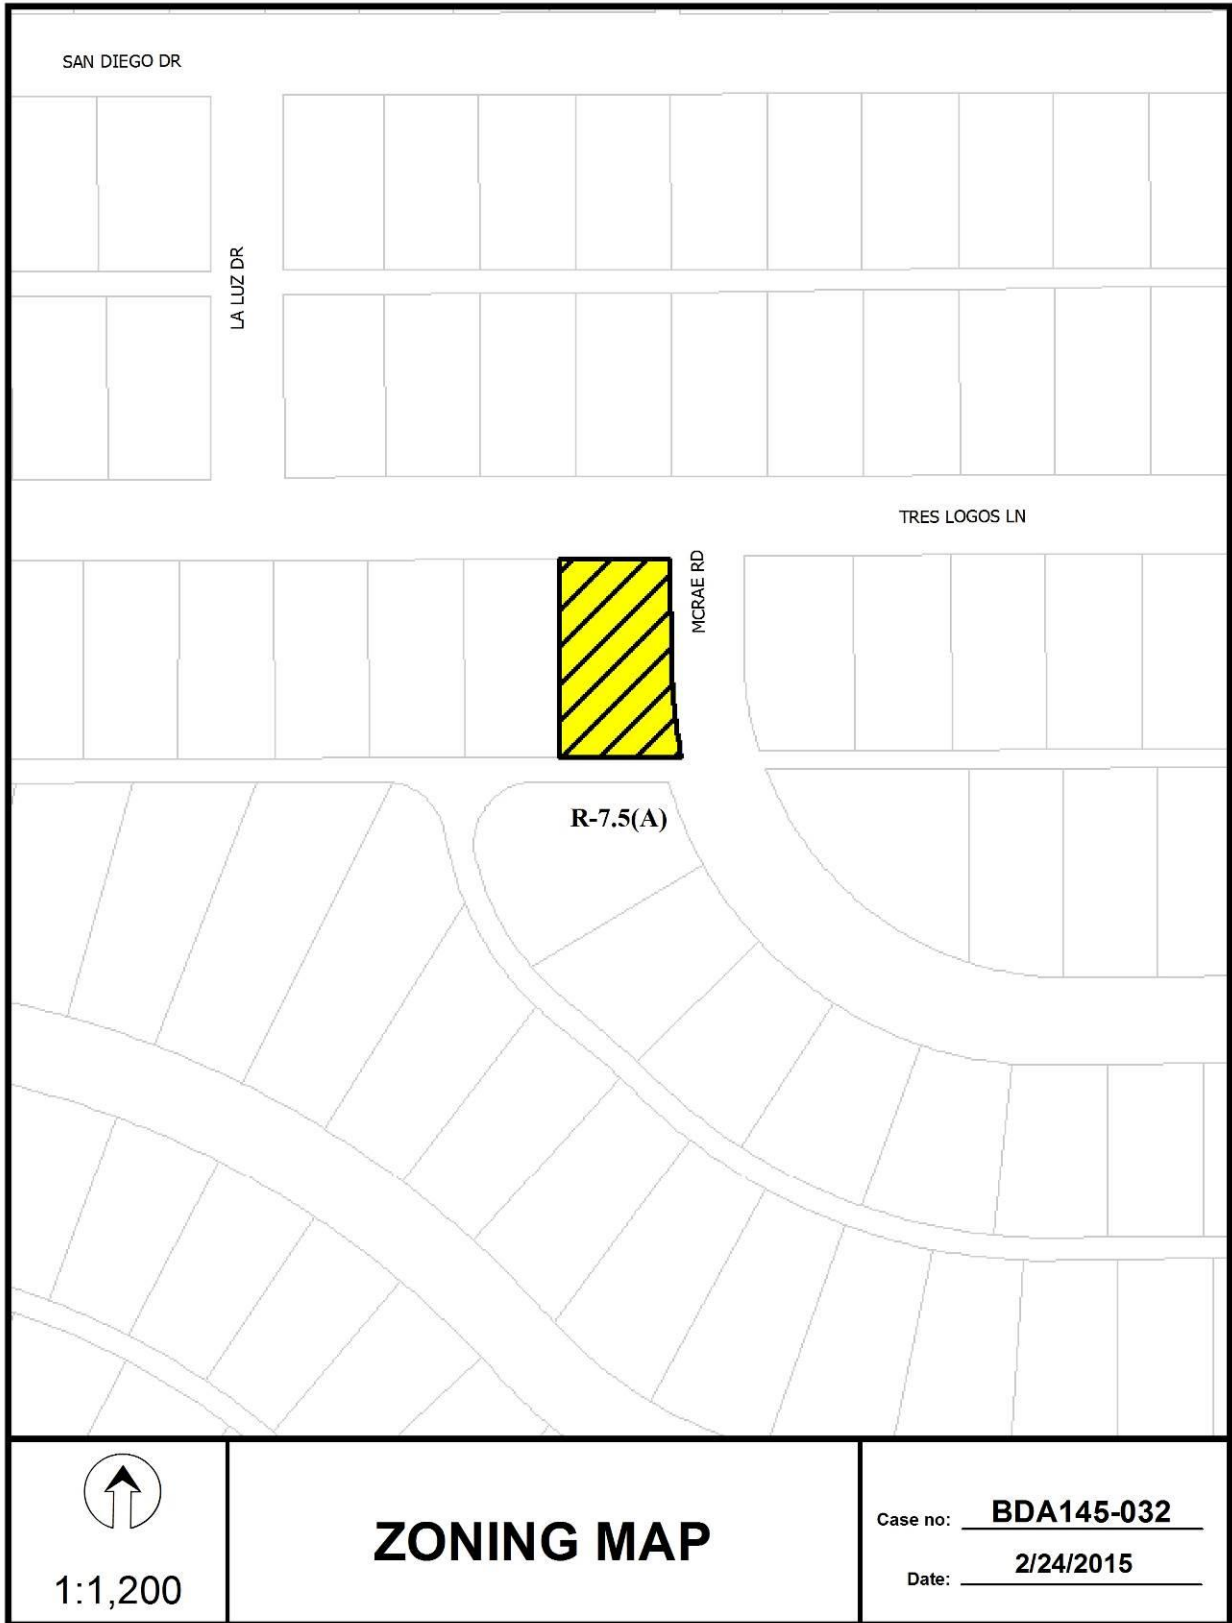 SAN DIEGO DR
LA LUZ DR
TRES LOGOS LN
MCRAE RD
R-7.5(A)
1:1,200
ZONING MAP
Case no: BDA145-032
Date: 2/24/2015